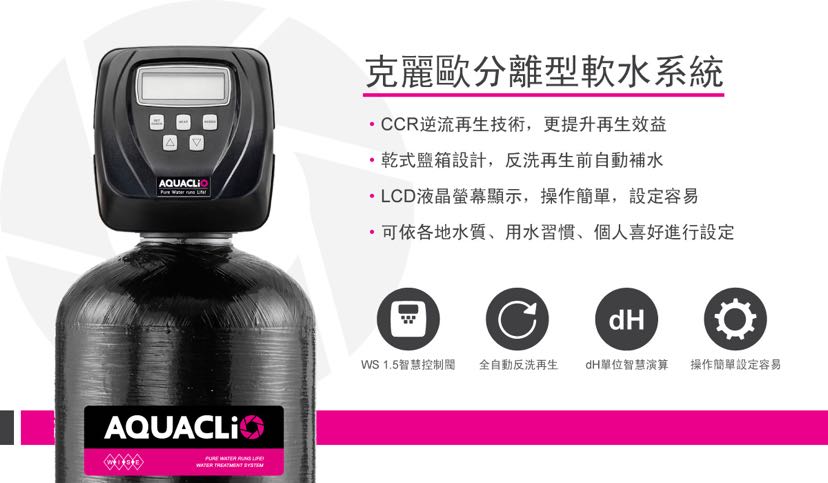 克麗歐分離型軟水系統
• CCR逆流再生技術，更提升再生效益
• 乾式鹽箱設計，反洗再生前自動補水
• LCD液晶螢幕顯示，操作簡單，設定容易
• 可依各地水質、用水習慣、個人喜好進行設定
dH
WS 1.5智慧控制閥
全自動反洗再生
dH單位智慧演算
操作簡單設定容易
NEXT
AQUACLiO
Pure Water runs Life!
AQUACLiO
W·I·S·E
PURE WATER RUNS LIFE!
WATER TREATMENT SYSTEM